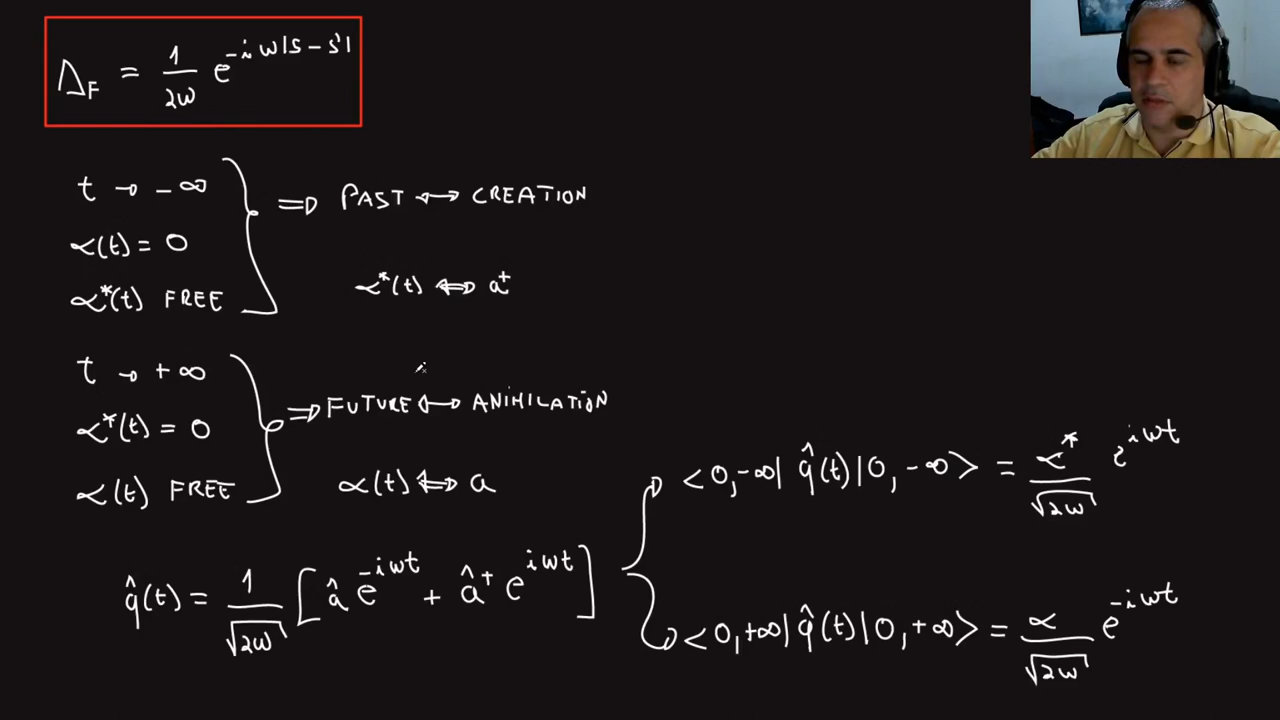 Δ_F = 1/2ω e^{-iω|s - s'|}
t → -∞
α(t) = 0
α*(t) FREE
⇒ PAST ↔ CREATION
α*(t) ⇔ a⁺
t → +∞
α*(t) = 0
α(t) FREE
⇒ FUTURE ↔ ANIHILATION
α(t) ⇔ a
q̂(t) = 1/√2ω [ â e^{-iωt} + â⁺ e^{iωt} ]
<0,-∞| q̂(t) |0,-∞> = α*/√2ω e^{iωt}
<0,+∞| q̂(t) |0,+∞> = α/√2ω e^{-iωt}